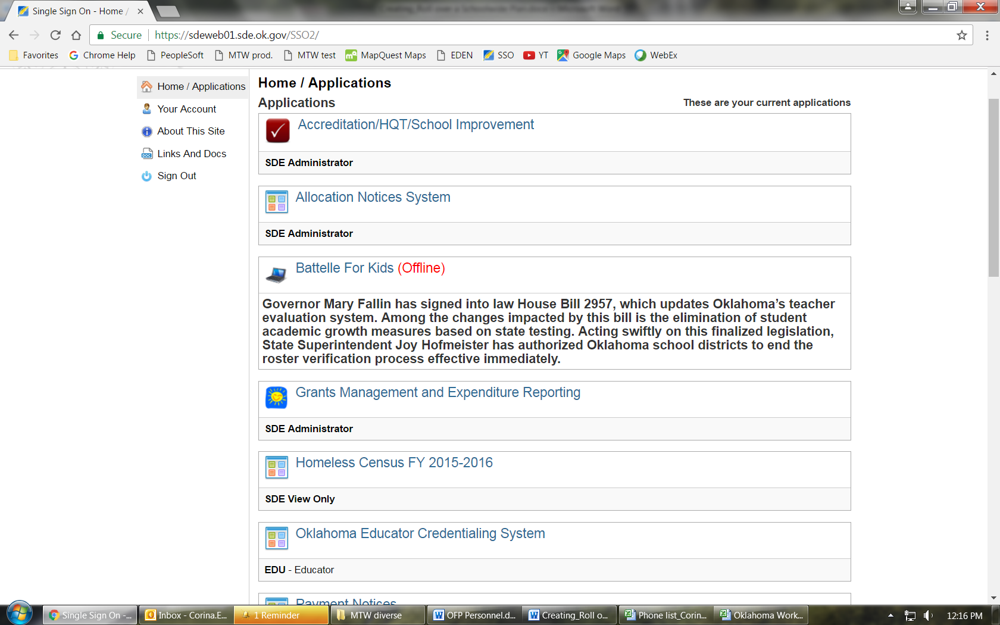 Single Sign On - Home /
Secure
https://sdeweb01.sde.ok.gov/SSO2/
Favorites
Chrome Help
PeopleSoft
MTW prod.
MTW test
MapQuest Maps
EDEN
SSO
YT
Google Maps
WebEx
Home / Applications
Your Account
About This Site
Links And Docs
Sign Out
Home / Applications
Applications
These are your current applications
Accreditation/HQT/School Improvement
SDE Administrator
Allocation Notices System
SDE Administrator
Battelle For Kids (Offline)
Governor Mary Fallin has signed into law House Bill 2957, which updates Oklahoma’s teacher
evaluation system. Among the changes impacted by this bill is the elimination of student
academic growth measures based on state testing. Acting swiftly on this finalized legislation,
State Superintendent Joy Hofmeister has authorized Oklahoma school districts to end the
roster verification process effective immediately.
Grants Management and Expenditure Reporting
SDE Administrator
Homeless Census FY 2015-2016
SDE View Only
Oklahoma Educator Credentialing System
EDU - Educator
Payment Notices
Single Sign On -...
Inbox - Corina.E...
1 Reminder
MTW diverse
OFP Personnel.d...
Creating_Roll o...
Phone list_Corin...
Oklahoma Work...
12:16 PM